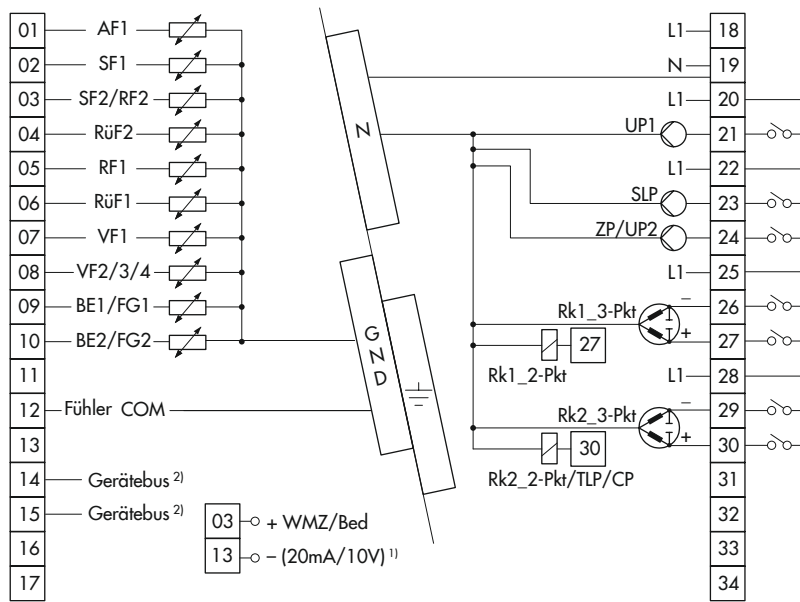 01 AF1
02 SF1
03 SF2/RF2
04 RüF2
05 RF1
06 RüF1
07 VF1
08 VF2/3/4
09 BE1/FG1
10 BE2/FG2
11
12 Fühler COM
13
14 Gerätebus 2)
15 Gerätebus 2)
16
17
03 + WMZ/Bed
13 – (20mA/10V) 1)
N
GND
L1 18
N 19
L1 20
UP1 21
L1 22
SLP 23
ZP/UP2 24
L1 25
Rk1_3-Pkt – 26
+ 27
27
Rk1_2-Pkt
L1 28
Rk2_3-Pkt – 29
+ 30
30
Rk2_2-Pkt/TLP/CP
31
32
33
34